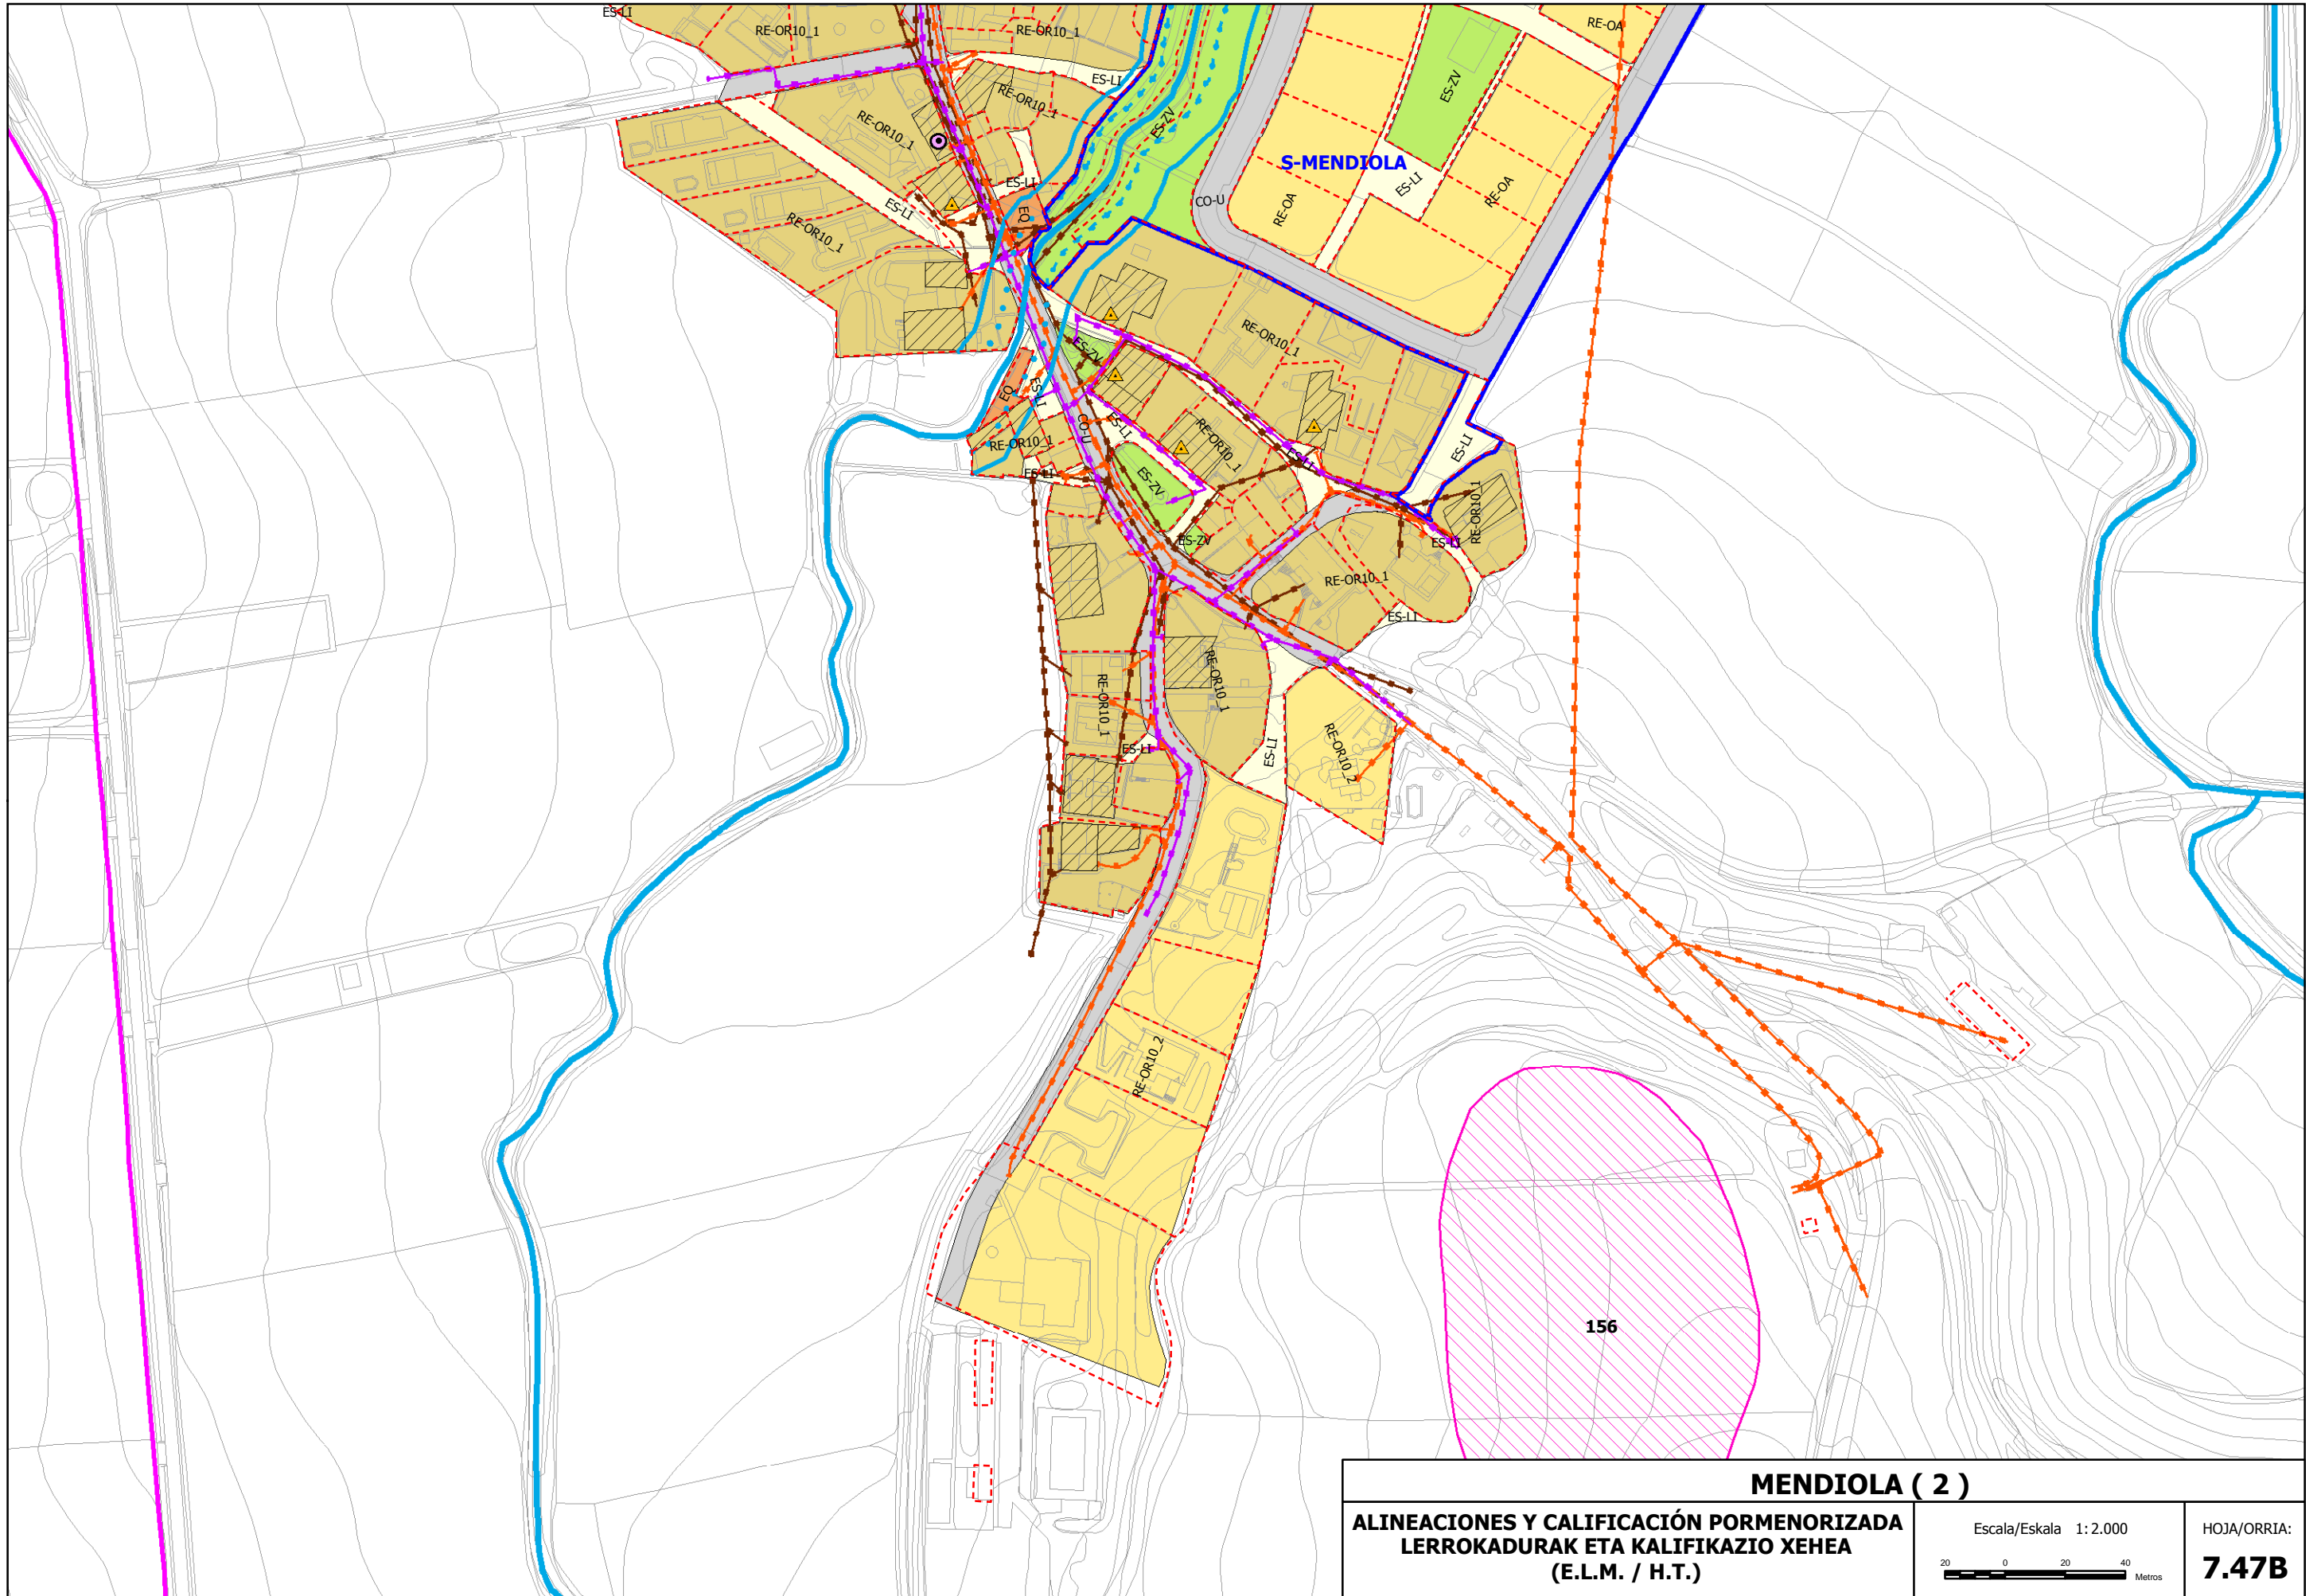 ES-LI
RE-OR10_1
RE-OR10_1
RE-OA
ES-LI
ES-ZV
RE-OR10_1
RE-OR10_1
ES-ZV
S-MENDIOLA
ES-LI
ES-LI
RE-OA
ES-LI
EQ
CO-U
RE-OA
RE-OR10_1
RE-OR10_1
ES-ZV
EQ
ES-LI
CO-U
ES-LI
RE-OR10_1
RE-OR10_1
ES-LI
ES-LI
ES-LI
ES-ZV
RE-OR10_1
ES-ZV
ES-LI
RE-OR10_1
ES-LI
RE-OR10_1
RE-OR10_1
ES-LI
ES-LI
RE-OR10_2
RE-OR10_2
156
MENDIOLA ( 2 )
ALINEACIONES Y CALIFICACIÓN PORMENORIZADA
LERROKADURAK ETA KALIFIKAZIO XEHEA
(E.L.M. / H.T.)
Escala/Eskala 1:2.000
20 0 20 40
Metros
HOJA/ORRIA:
7.47B